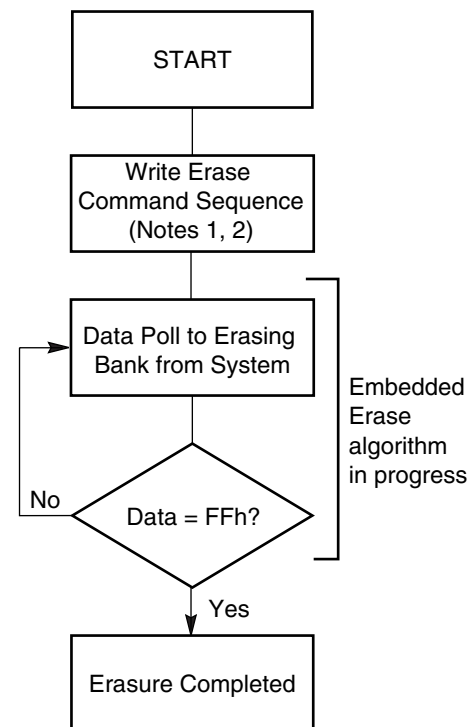 START
Write Erase
Command Sequence
(Notes 1, 2)
Data Poll to Erasing
Bank from System
Embedded
Erase
algorithm
in progress
No
Data = FFh?
Yes
Erasure Completed